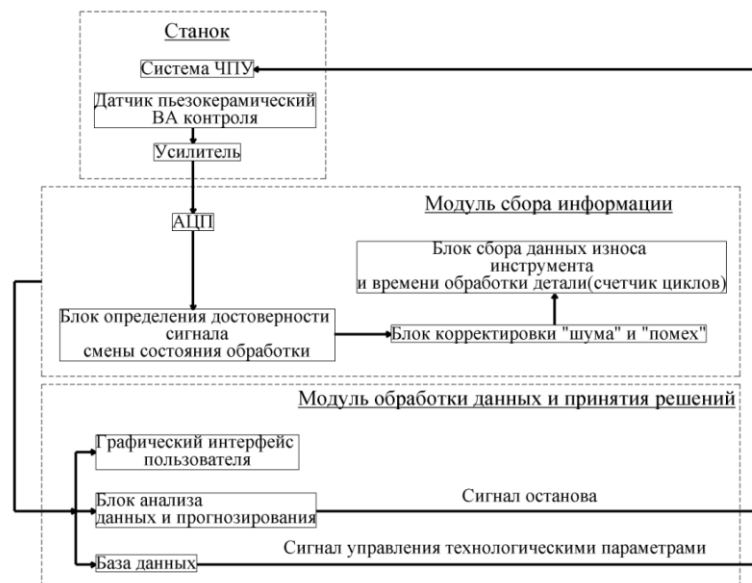 Станок
Система ЧПУ
Датчик пьезокерамический
ВА контроля
Усилитель
Модуль сбора информации
АЦП
Блок сбора данных износа
инструмента
и времени обработки детали(счетчик циклов)
Блок определения достоверности
сигнала
смены состояния обработки
Блок корректировки "шума" и "помех"
Модуль обработки данных и принятия решений
Графический интерфейс
пользователя
Блок анализа
данных и прогнозирования
Сигнал останова
База данных
Сигнал управления технологическими параметрами